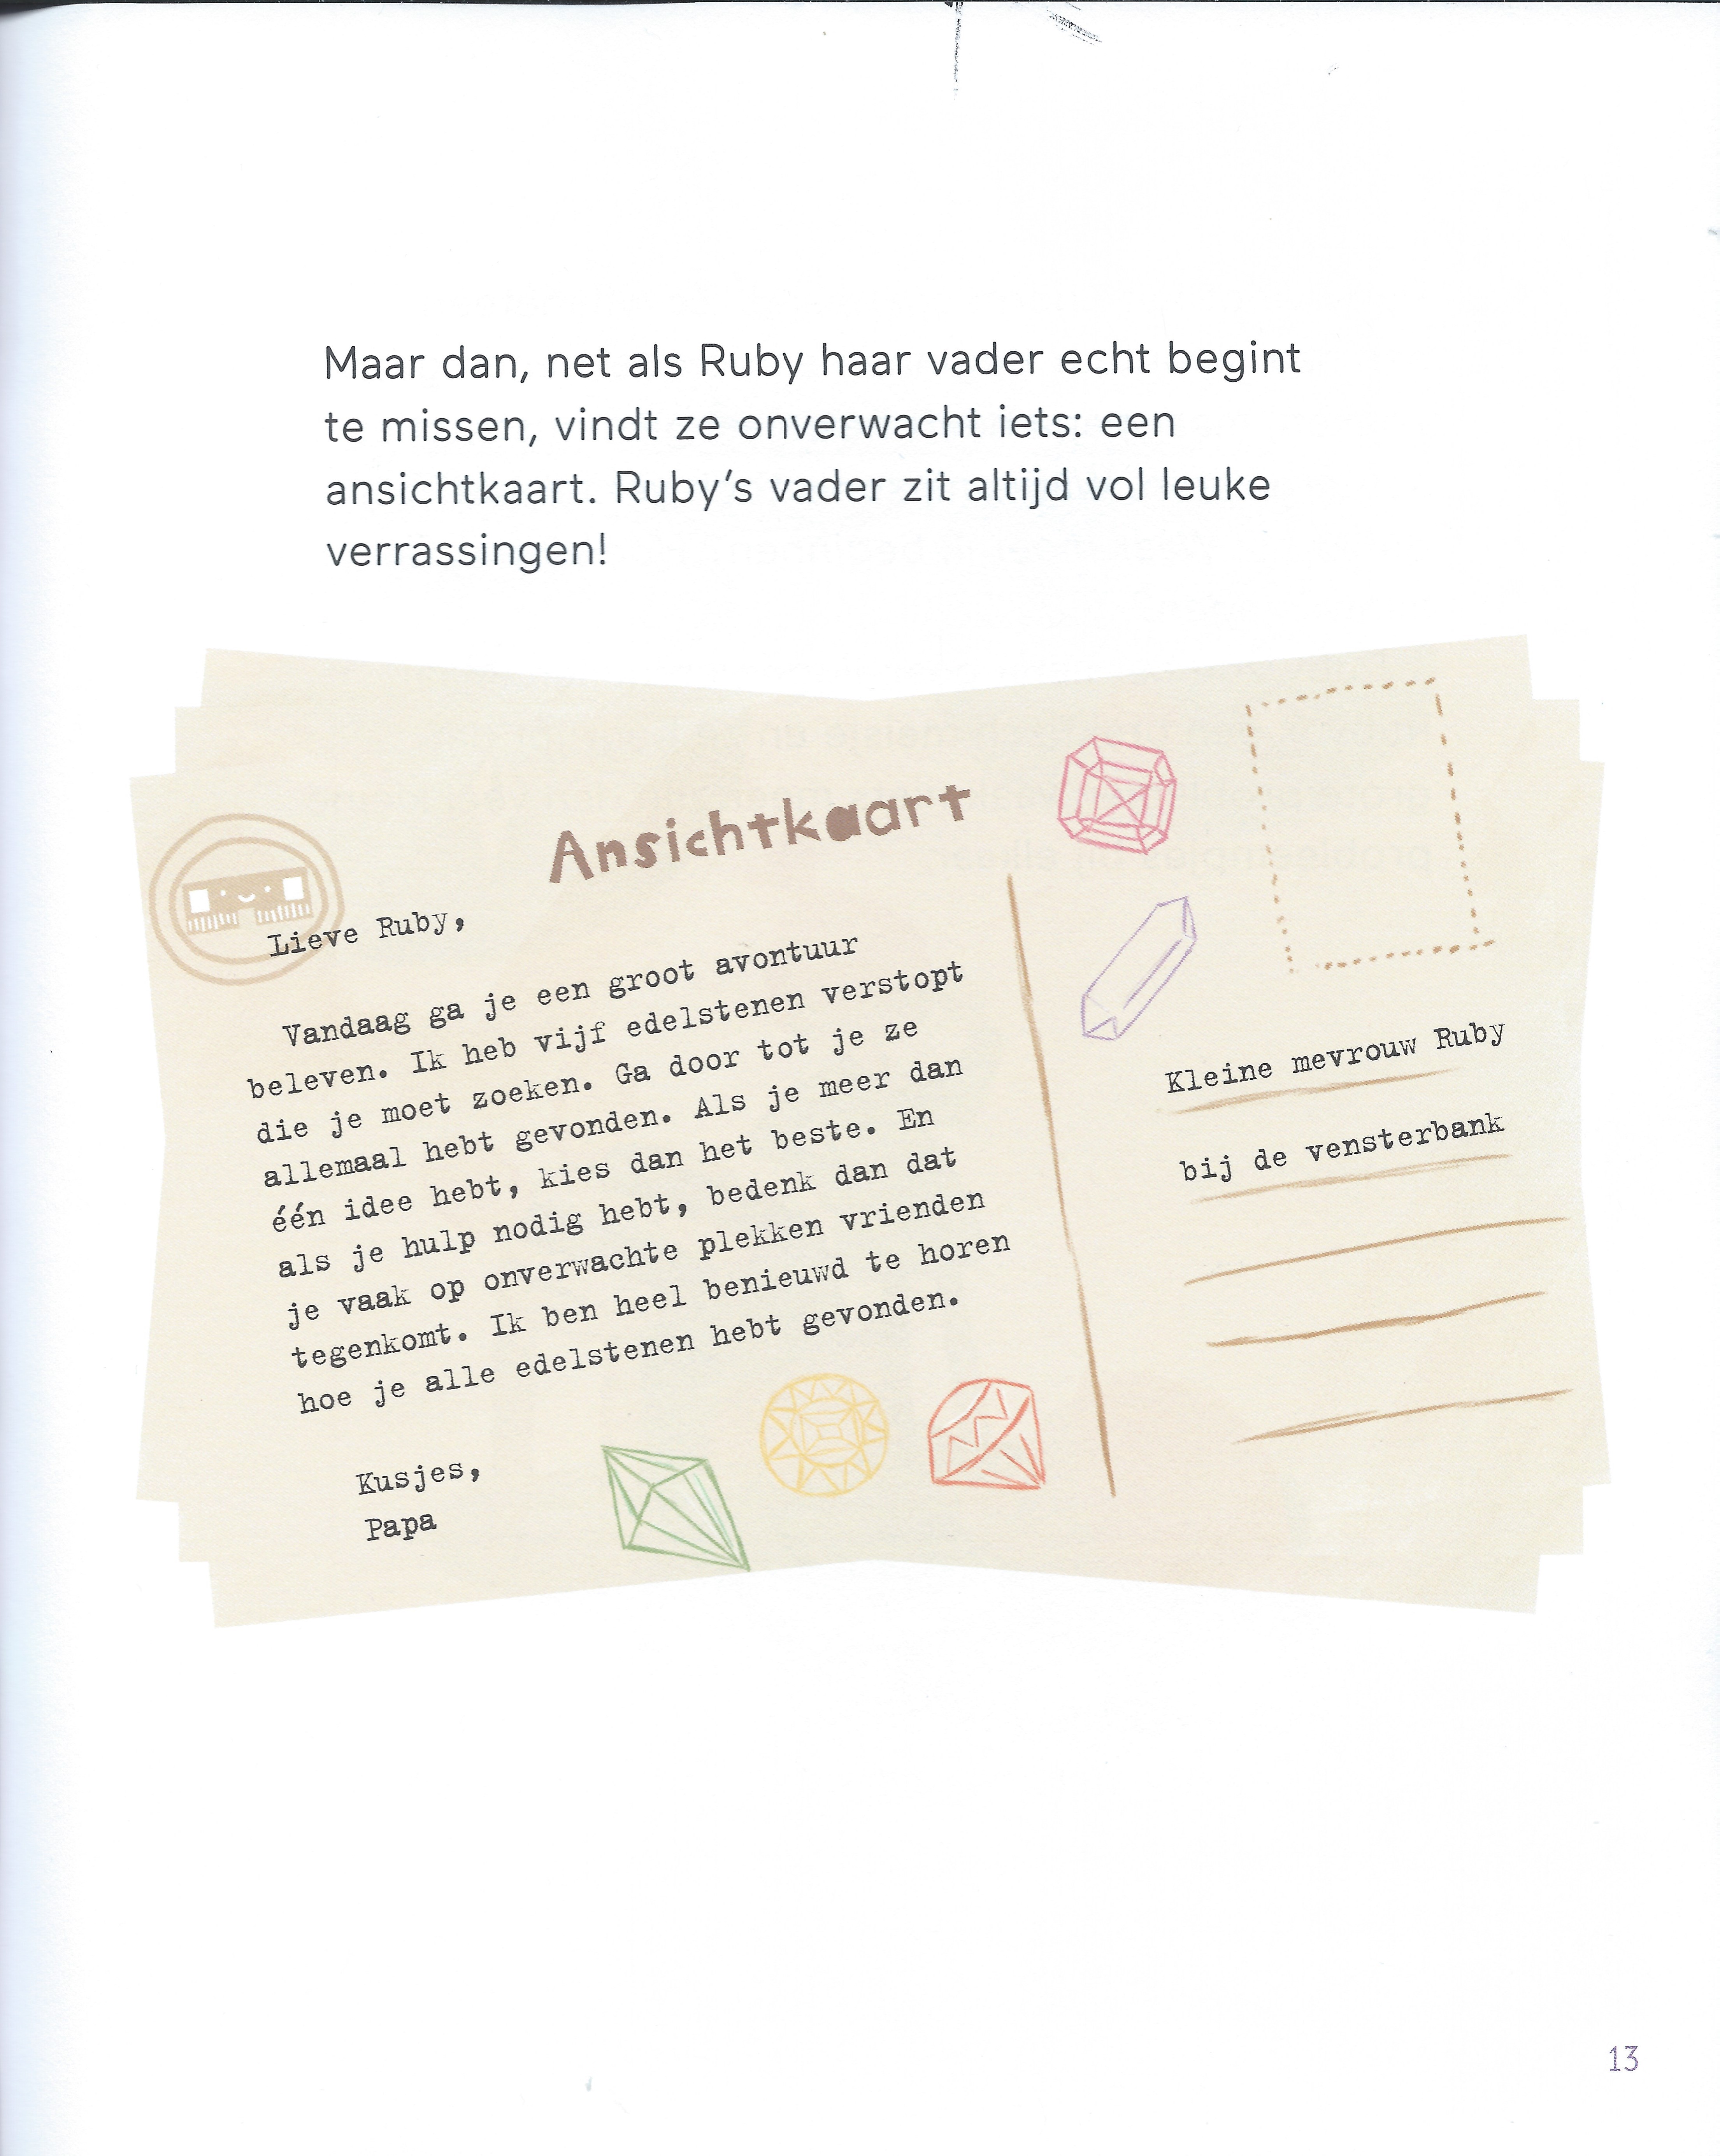 Maar dan, net als Ruby haar vader echt begint
te missen, vindt ze onverwacht iets: een
ansichtkaart. Ruby's vader zit altijd vol leuke
verrassingen!
Ansichtkaart
Lieve Ruby,
Vandaag ga je een groot avontuur
beleven. Ik heb vijf edelstenen verstopt
die je moet zoeken. Ga door tot je ze
allemaal hebt gevonden. Als je meer dan
één idee hebt, kies dan het beste. En
als je hulp nodig hebt, bedenk dan dat
je vaak op onverwachte plekken vrienden
tegenkomt. Ik ben heel benieuwd te horen
hoe je alle edelstenen hebt gevonden.
Kusjes,
Papa
Kleine mevrouw Ruby
bij de vensterbank
13